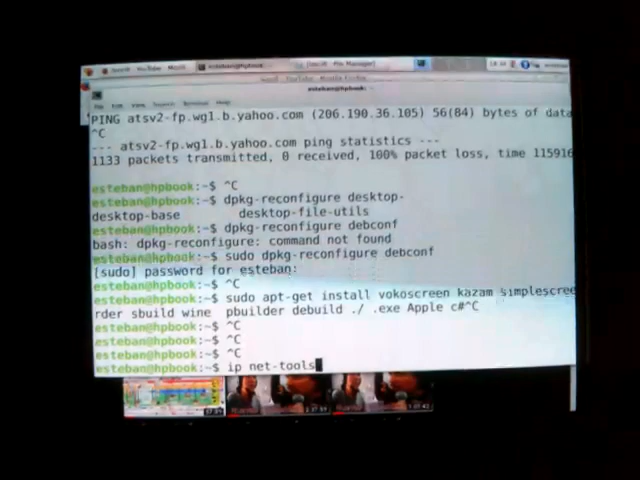 esteban@hpbook: ~
PING atsv2-fp.wg1.b.yahoo.com (206.190.36.105) 56(84) bytes of data
^C
--- atsv2-fp.wg1.b.yahoo.com ping statistics ---
1133 packets transmitted, 0 received, 100% packet loss, time 115916
esteban@hpbook:~$ ^C
esteban@hpbook:~$ dpkg-reconfigure desktop-
desktop-base desktop-file-utils
esteban@hpbook:~$ dpkg-reconfigure debconf
bash: dpkg-reconfigure: command not found
esteban@hpbook:~$ sudo dpkg-reconfigure debconf
[sudo] password for esteban:
esteban@hpbook:~$ ^C
esteban@hpbook:~$ sudo apt-get install vokoscreen kazam simplescree
rder sbuild wine pbuilder debuild ./ .exe Apple c#^C
esteban@hpbook:~$ ^C
esteban@hpbook:~$ ^C
esteban@hpbook:~$ ^C
esteban@hpbook:~$ ip net-tools